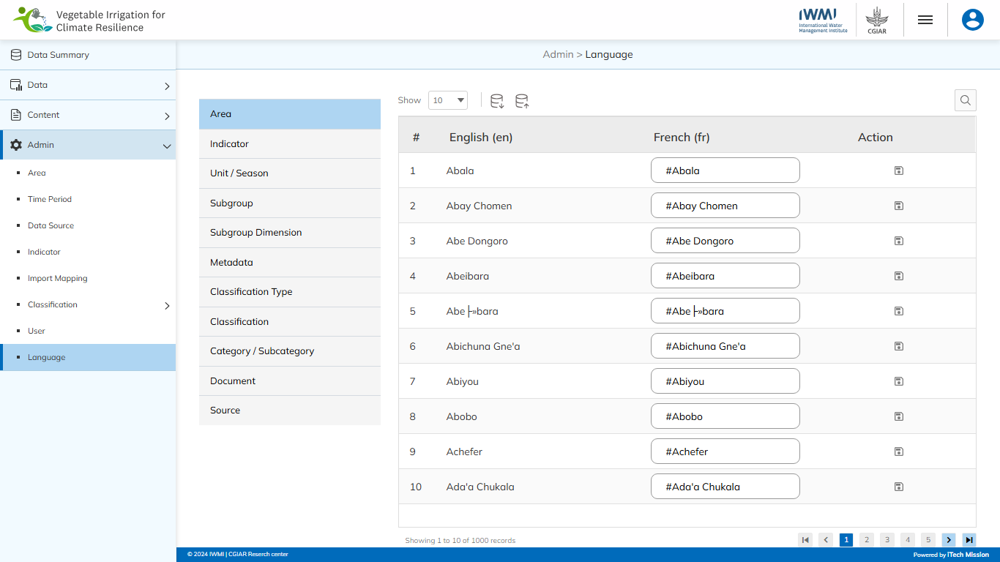 Vegetable Irrigation for
Climate Resilience
IWMI
International Water
Management Institute
CGIAR
Data Summary
Data
Content
Admin
Area
Time Period
Data Source
Indicator
Import Mapping
Classification
User
Language
Admin > Language
Area
Indicator
Unit / Season
Subgroup
Subgroup Dimension
Metadata
Classification Type
Classification
Category / Subcategory
Document
Source
Show 10
# English (en) French (fr) Action
1 Abala #Abala
2 Abay Chomen #Abay Chomen
3 Abe Dongoro #Abe Dongoro
4 Abeibara #Abeibara
5 Abe├»bara #Abe├»bara
6 Abichuna Gne'a #Abichuna Gne'a
7 Abiyou #Abiyou
8 Abobo #Abobo
9 Achefer #Achefer
10 Ada'a Chukala #Ada'a Chukala
Showing 1 to 10 of 1000 records
1 2 3 4 5
© 2024 IWMI | CGIAR Reserch center
Powered by iTech Mission